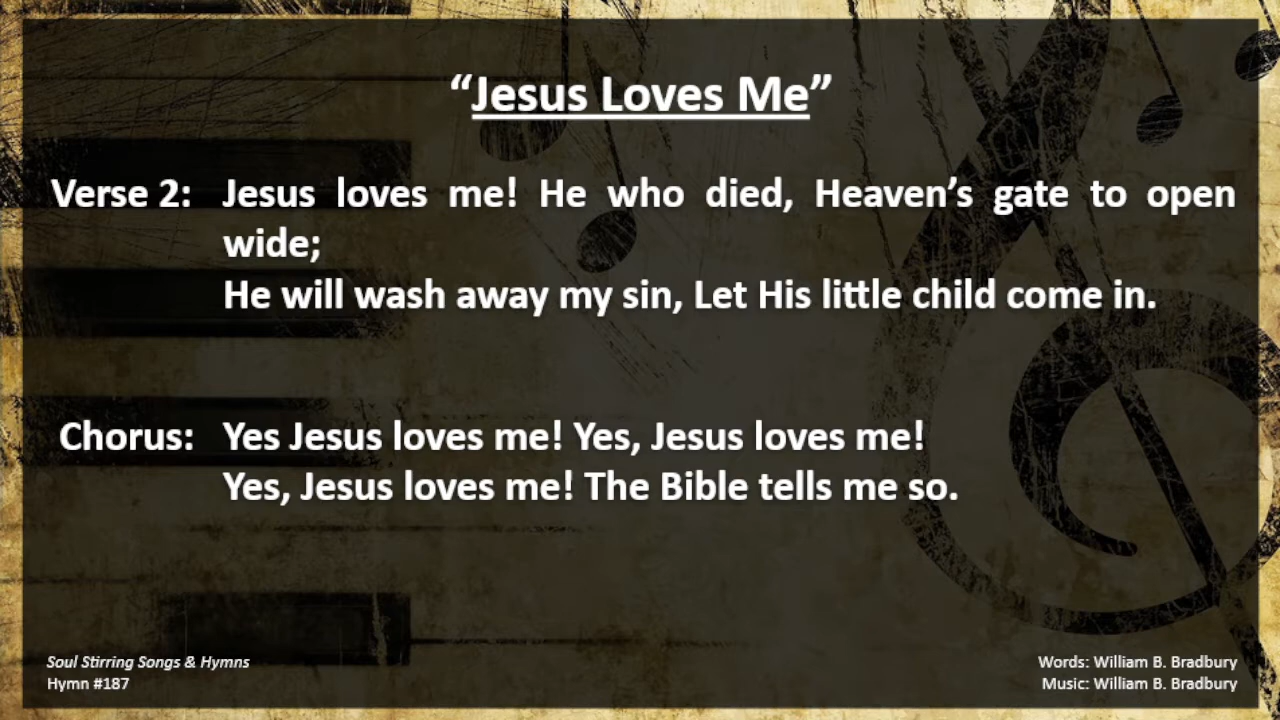 “Jesus Loves Me”
Verse 2: Jesus loves me! He who died, Heaven’s gate to open
wide;
He will wash away my sin, Let His little child come in.
Chorus: Yes Jesus loves me! Yes, Jesus loves me!
Yes, Jesus loves me! The Bible tells me so.
Soul Stirring Songs & Hymns
Hymn #187
Words: William B. Bradbury
Music: William B. Bradbury